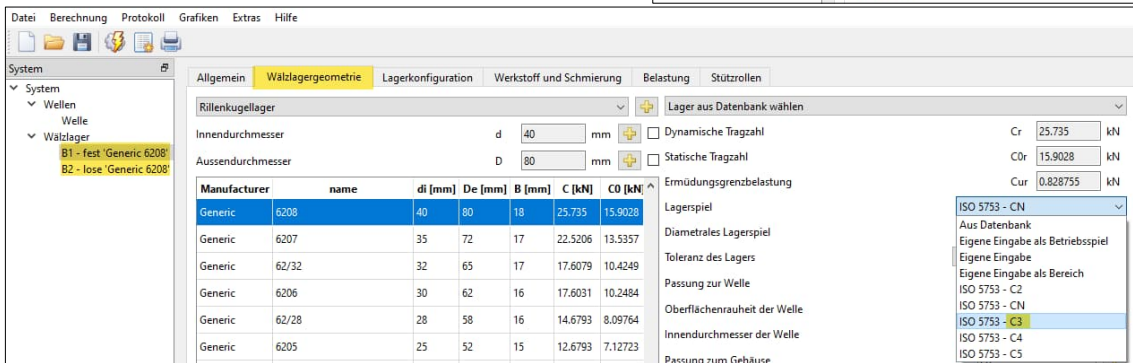 Datei Berechnung Protokoll Grafiken Extras Hilfe
System
System
Wellen
Welle
Wälzlager
B1 - fest 'Generic 6208'
B2 - lose 'Generic 6208'
Allgemein Wälzlagergeometrie Lagerkonfiguration Werkstoff und Schmierung Belastung Stützrollen
Rillenkugellager
Innendurchmesser d 40 mm
Aussendurchmesser D 80 mm
Manufacturer name di [mm] De [mm] B [mm] C [kN] C0 [kN]
Generic 6208 40 80 18 25.735 15.9028
Generic 6207 35 72 17 22.5206 13.5357
Generic 62/32 32 65 17 17.6079 10.4249
Generic 6206 30 62 16 17.6031 10.2484
Generic 62/28 28 58 16 14.6793 8.09764
Generic 6205 25 52 15 12.6793 7.12723
Lager aus Datenbank wählen
Dynamische Tragzahl Cr 25.735 kN
Statische Tragzahl C0r 15.9028 kN
Ermüdungsgrenzbelastung Cur 0.828755 kN
Lagerspiel ISO 5753 - CN
Diametrales Lagerspiel
Toleranz des Lagers
Passung zur Welle
Oberflächenrauheit der Welle
Innendurchmesser der Welle
Passung zum Gehäuse
Aus Datenbank
Eigene Eingabe als Betriebsspiel
Eigene Eingabe
Eigene Eingabe als Bereich
ISO 5753 - C2
ISO 5753 - CN
ISO 5753 - C3
ISO 5753 - C4
ISO 5753 - C5